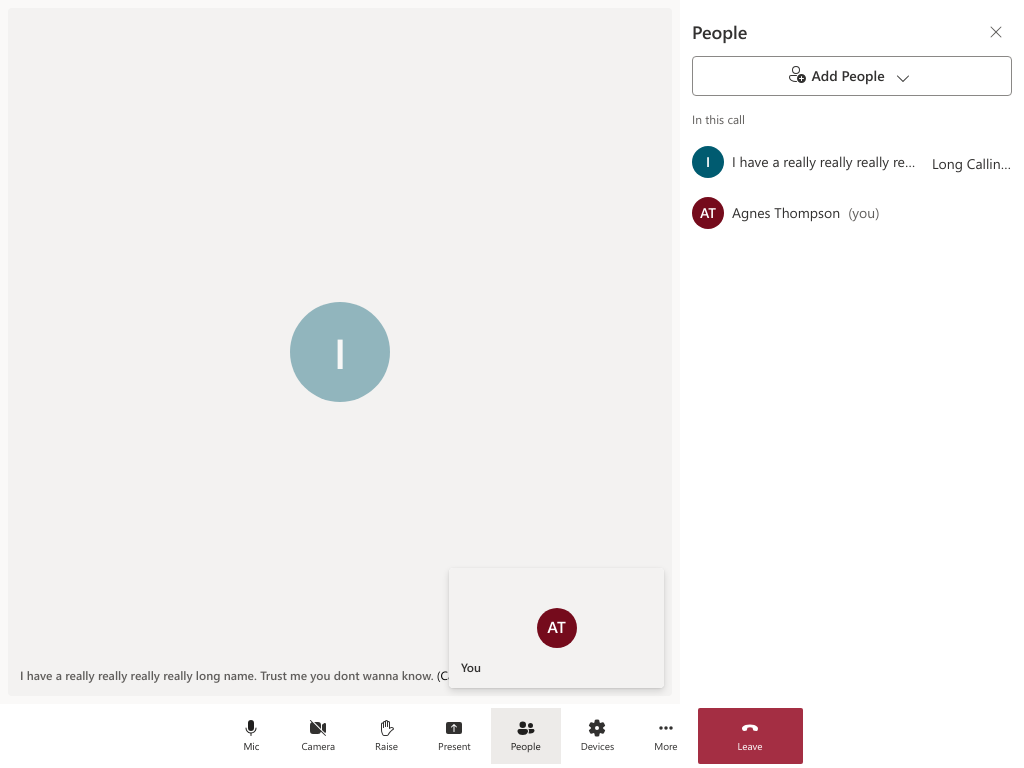 People
Add People
In this call
I
I have a really really really re...
Long Callin...
AT
Agnes Thompson (you)
I
AT
You
I have a really really really really long name. Trust me you dont wanna know. (C
Mic
Camera
Raise
Present
People
Devices
More
Leave